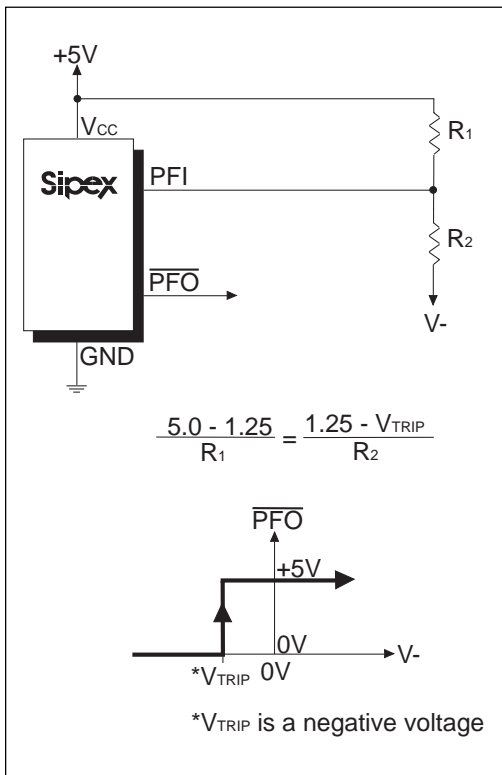 +5V
VCC
R1
Sipex
PFI
R2
PFO
V-
GND
5.0 - 1.25 = 1.25 - VTRIP
R1 R2
PFO
+5V
0V
V-
*VTRIP 0V
*VTRIP is a negative voltage